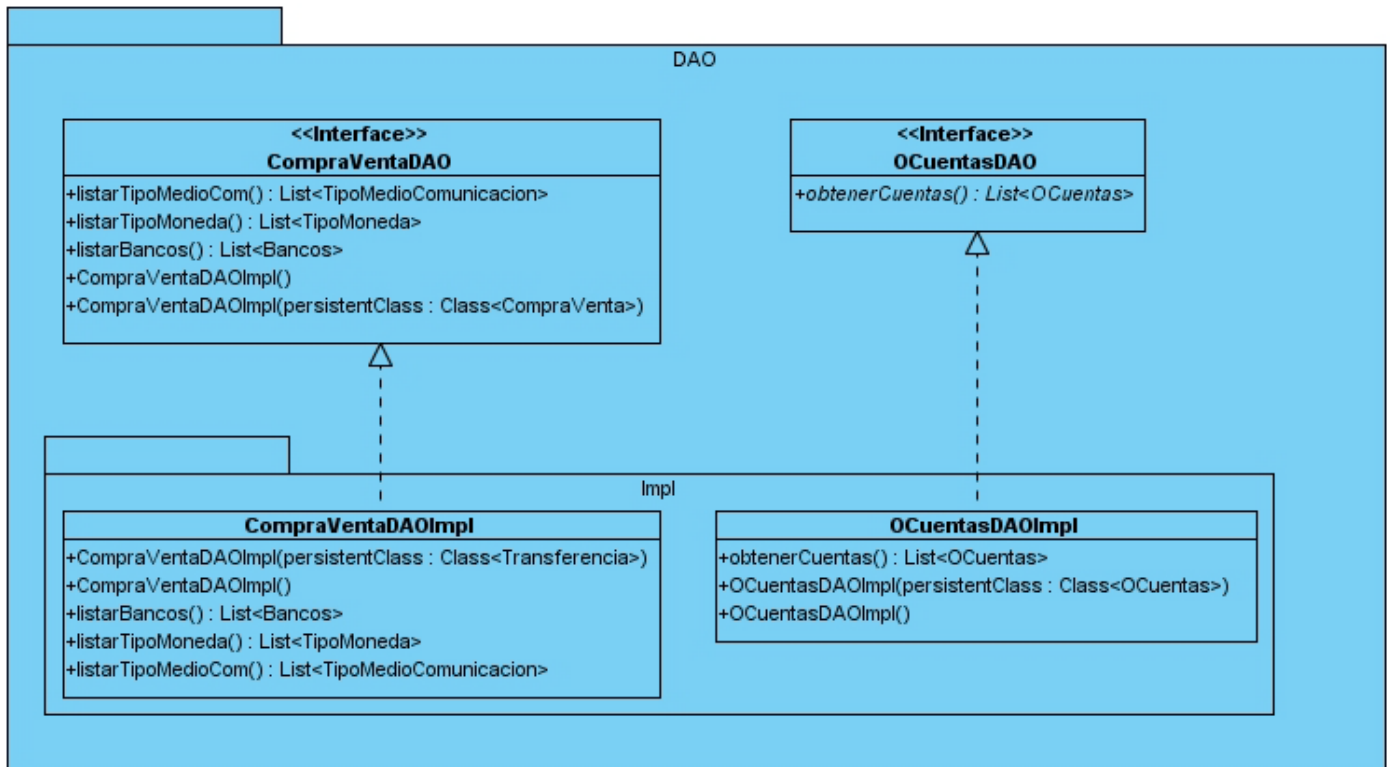 DAO
<<Interface>>
CompraVentaDAO
+listarTipoMedioCom() : List<TipoMedioComunicacion>
+listarTipoMoneda() : List<TipoMoneda>
+listarBancos() : List<Bancos>
+CompraVentaDAOImpl()
+CompraVentaDAOImpl(persistentClass : Class<CompraVenta>)
<<Interface>>
OCuentasDAO
+obtenerCuentas() : List<OCuentas>
Impl
CompraVentaDAOImpl
+CompraVentaDAOImpl(persistentClass : Class<Transferencia>)
+CompraVentaDAOImpl()
+listarBancos() : List<Bancos>
+listarTipoMoneda() : List<TipoMoneda>
+listarTipoMedioCom() : List<TipoMedioComunicacion>
OCuentasDAOImpl
+obtenerCuentas() : List<OCuentas>
+OCuentasDAOImpl(persistentClass : Class<OCuentas>)
+OCuentasDAOImpl()